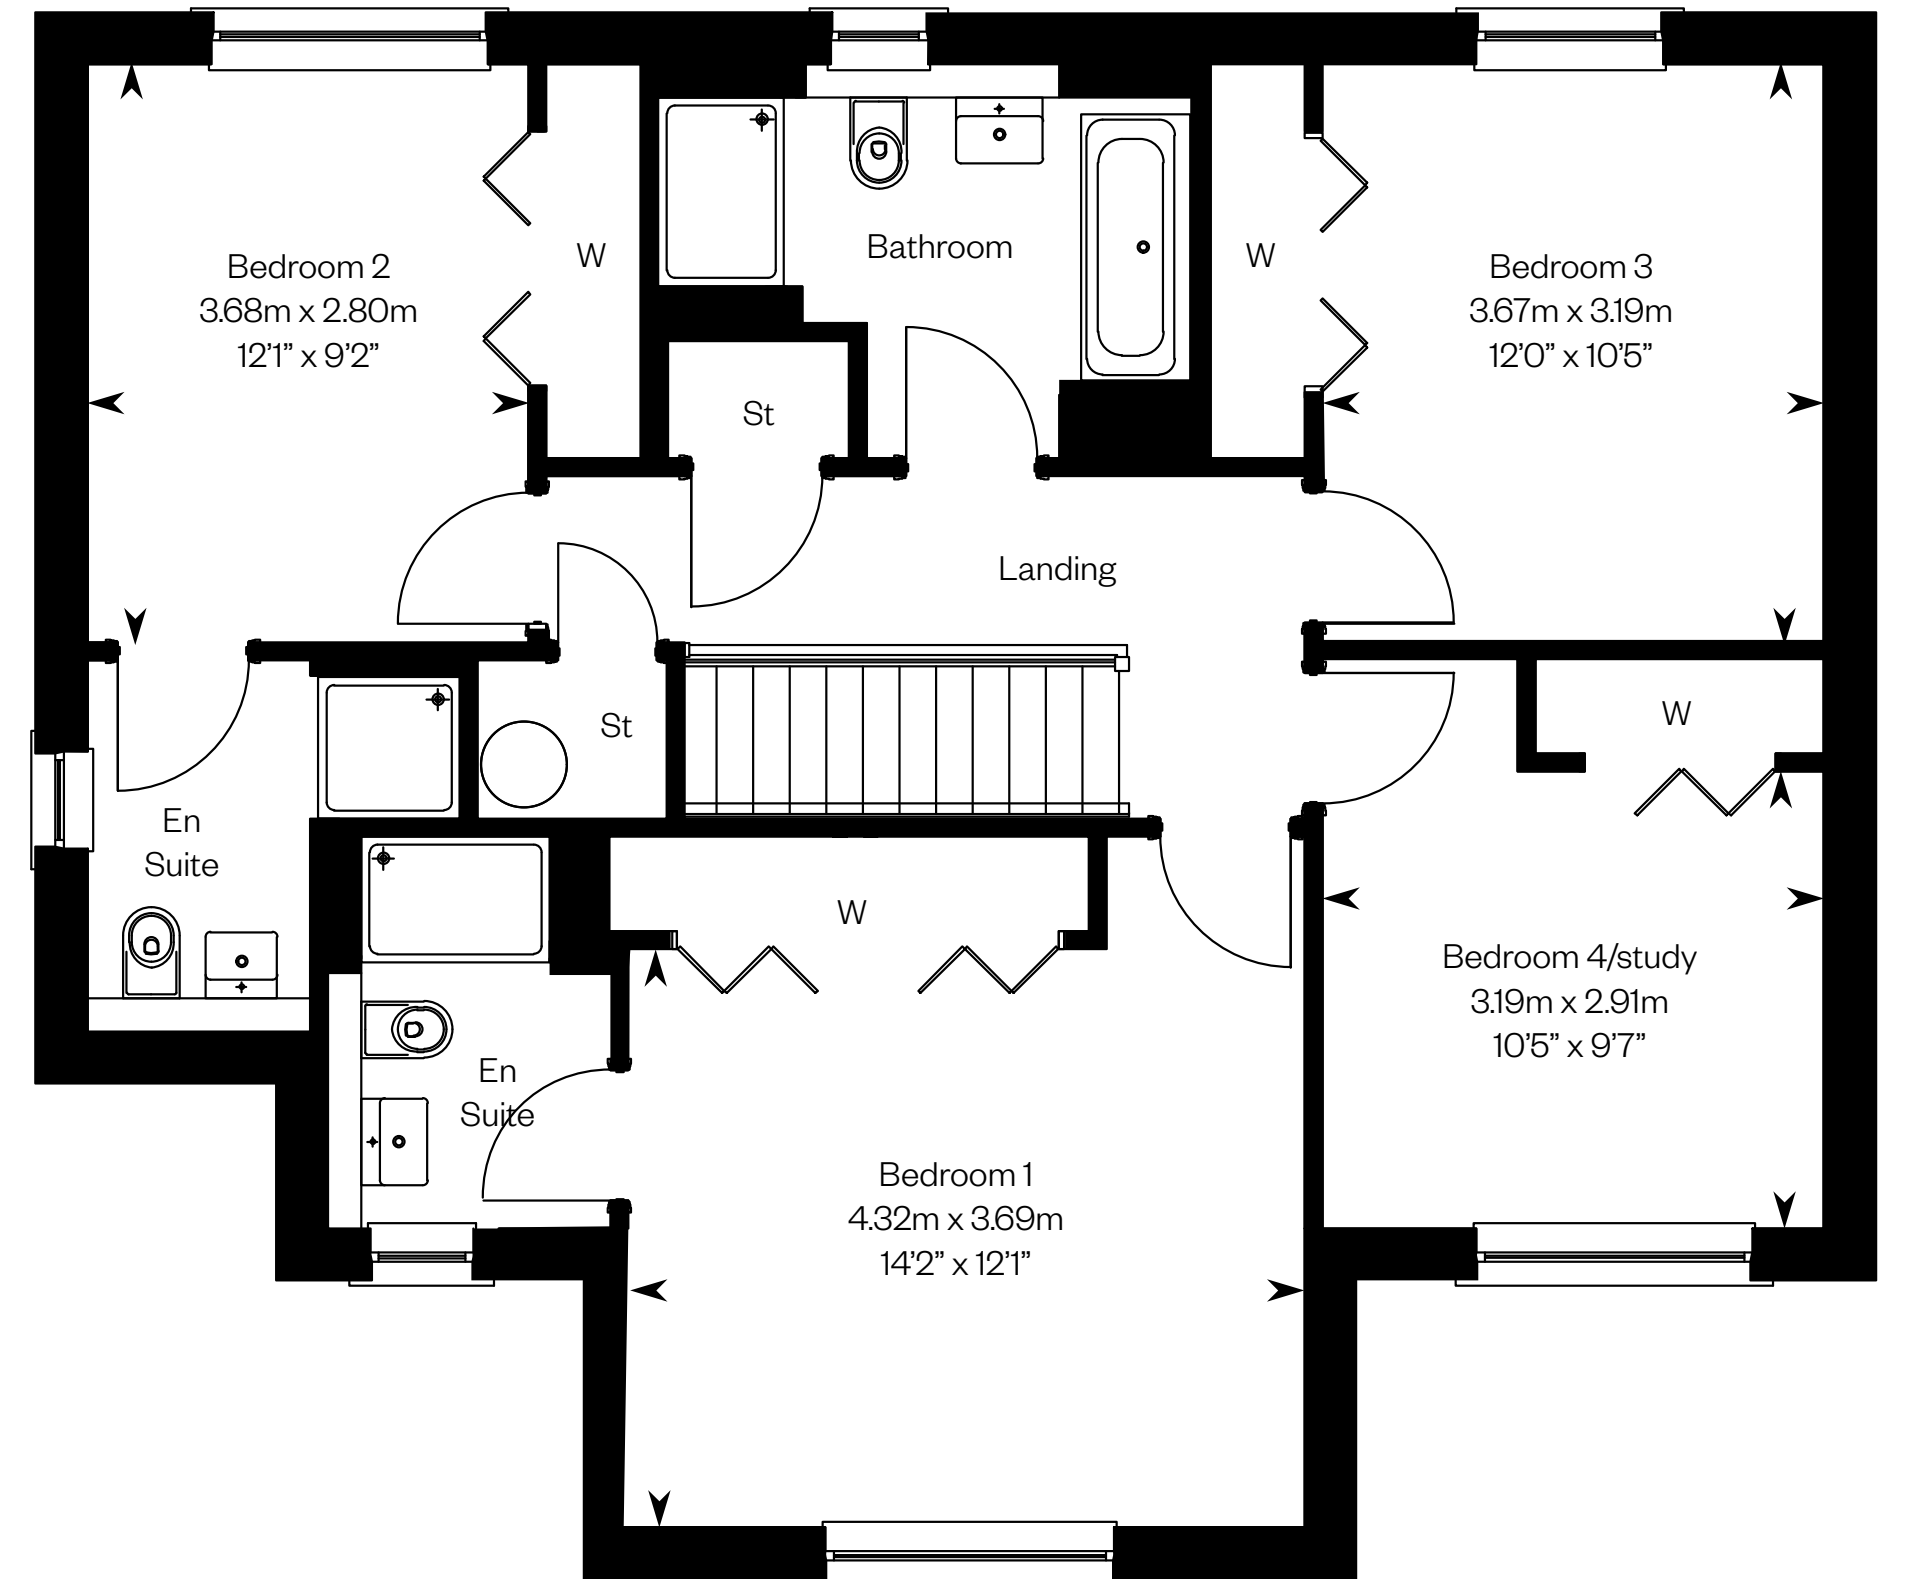 Bedroom 2
3.68m x 2.80m
12’1” x 9’2”
W
Bathroom
W
Bedroom 3
3.67m x 3.19m
12’0” x 10’5”
St
Landing
St
W
En
Suite
W
En
Suite
Bedroom 1
4.32m x 3.69m
14’2” x 12’1”
Bedroom 4/study
3.19m x 2.91m
10’5” x 9’7”